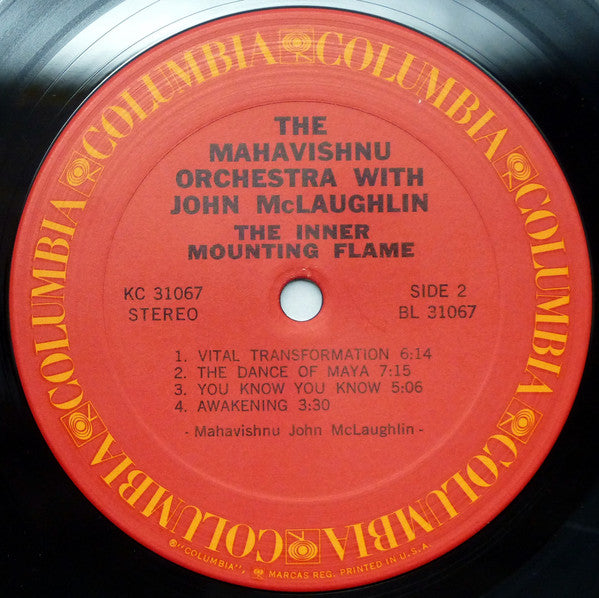 COLUMBIA COLUMBIA COLUMBIA COLUMBIA COLUMBIA COLUMBIA
THE
MAHAVISHNU
ORCHESTRA WITH
JOHN McLAUGHLIN
THE INNER
MOUNTING FLAME
KC 31067
STEREO
SIDE 2
BL 31067
1. VITAL TRANSFORMATION 6:14
2. THE DANCE OF MAYA 7:15
3. YOU KNOW YOU KNOW 5:06
4. AWAKENING 3:30
- Mahavishnu John McLaughlin -
® "COLUMBIA", MARCAS REG. PRINTED IN U.S.A.